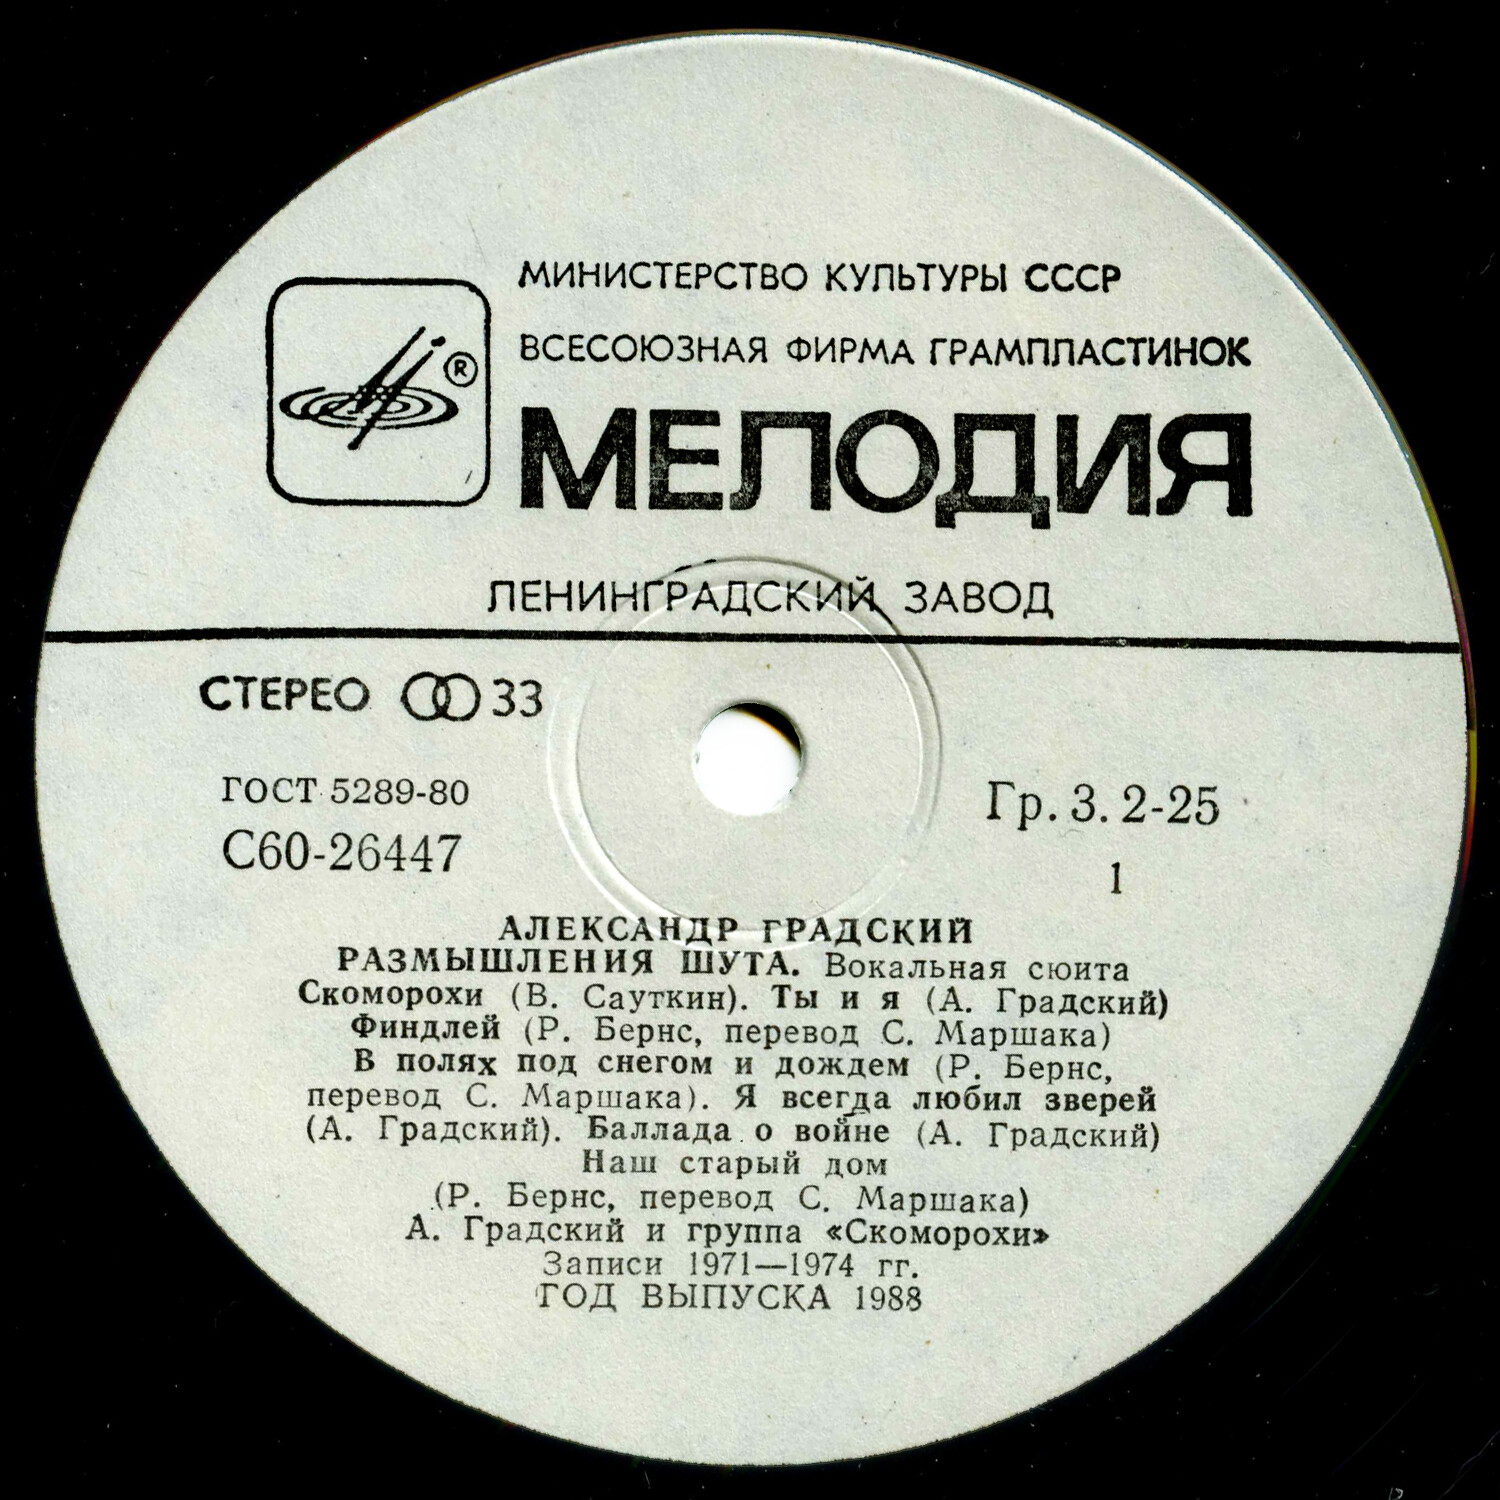 МИНИСТЕРСТВО КУЛЬТУРЫ СССР
ВСЕСОЮЗНАЯ ФИРМА ГРАМПЛАСТИНОК
®
МЕЛОДИЯ
ЛЕНИНГРАДСКИЙ ЗАВОД
СТЕРЕО 33
ГОСТ 5289-80
Гр. 3. 2-25
С60-26447
1
АЛЕКСАНДР ГРАДСКИЙ
РАЗМЫШЛЕНИЯ ШУТА. Вокальная сюита
Скоморохи (В. Сауткин). Ты и я (А. Градский)
Финдлей (Р. Бернс, перевод С. Маршака)
В полях под снегом и дождем (Р. Бернс,
перевод С. Маршака). Я всегда любил зверей
(А. Градский). Баллада о войне (А. Градский)
Наш старый дом
(Р. Бернс, перевод С. Маршака)
А. Градский и группа «Скоморохи»
Записи 1971—1974 гг.
ГОД ВЫПУСКА 1988